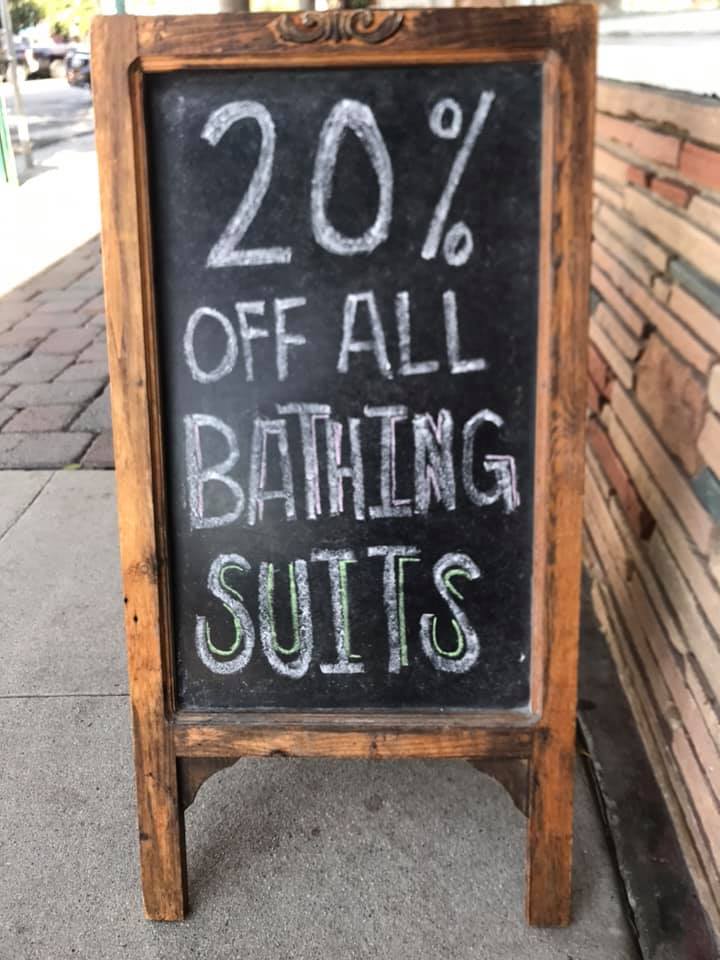 20%
OFF ALL
BATHING
SUITS